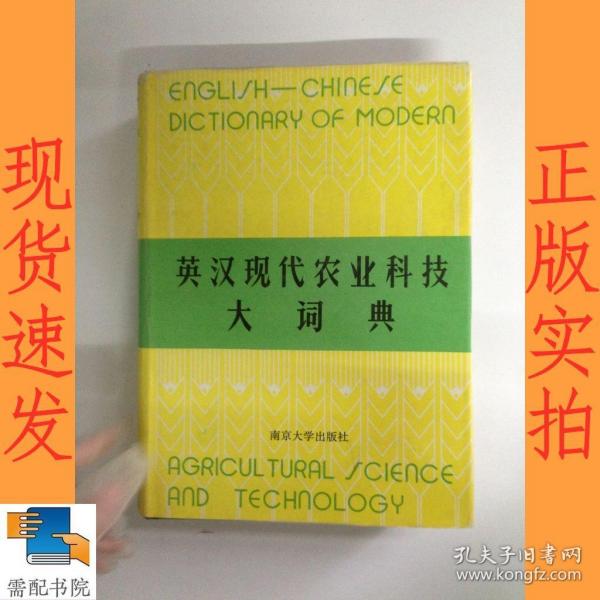 现货速发
ENGLISH—CHINESE
DICTIONARY OF MODERN
英汉现代农业科技
大词典
南京大学出版社
AGRICULTURAL SCIENCE
AND TECHNOLOGY
正版实拍
需配书院
孔夫子旧书网
www.kongfz.com